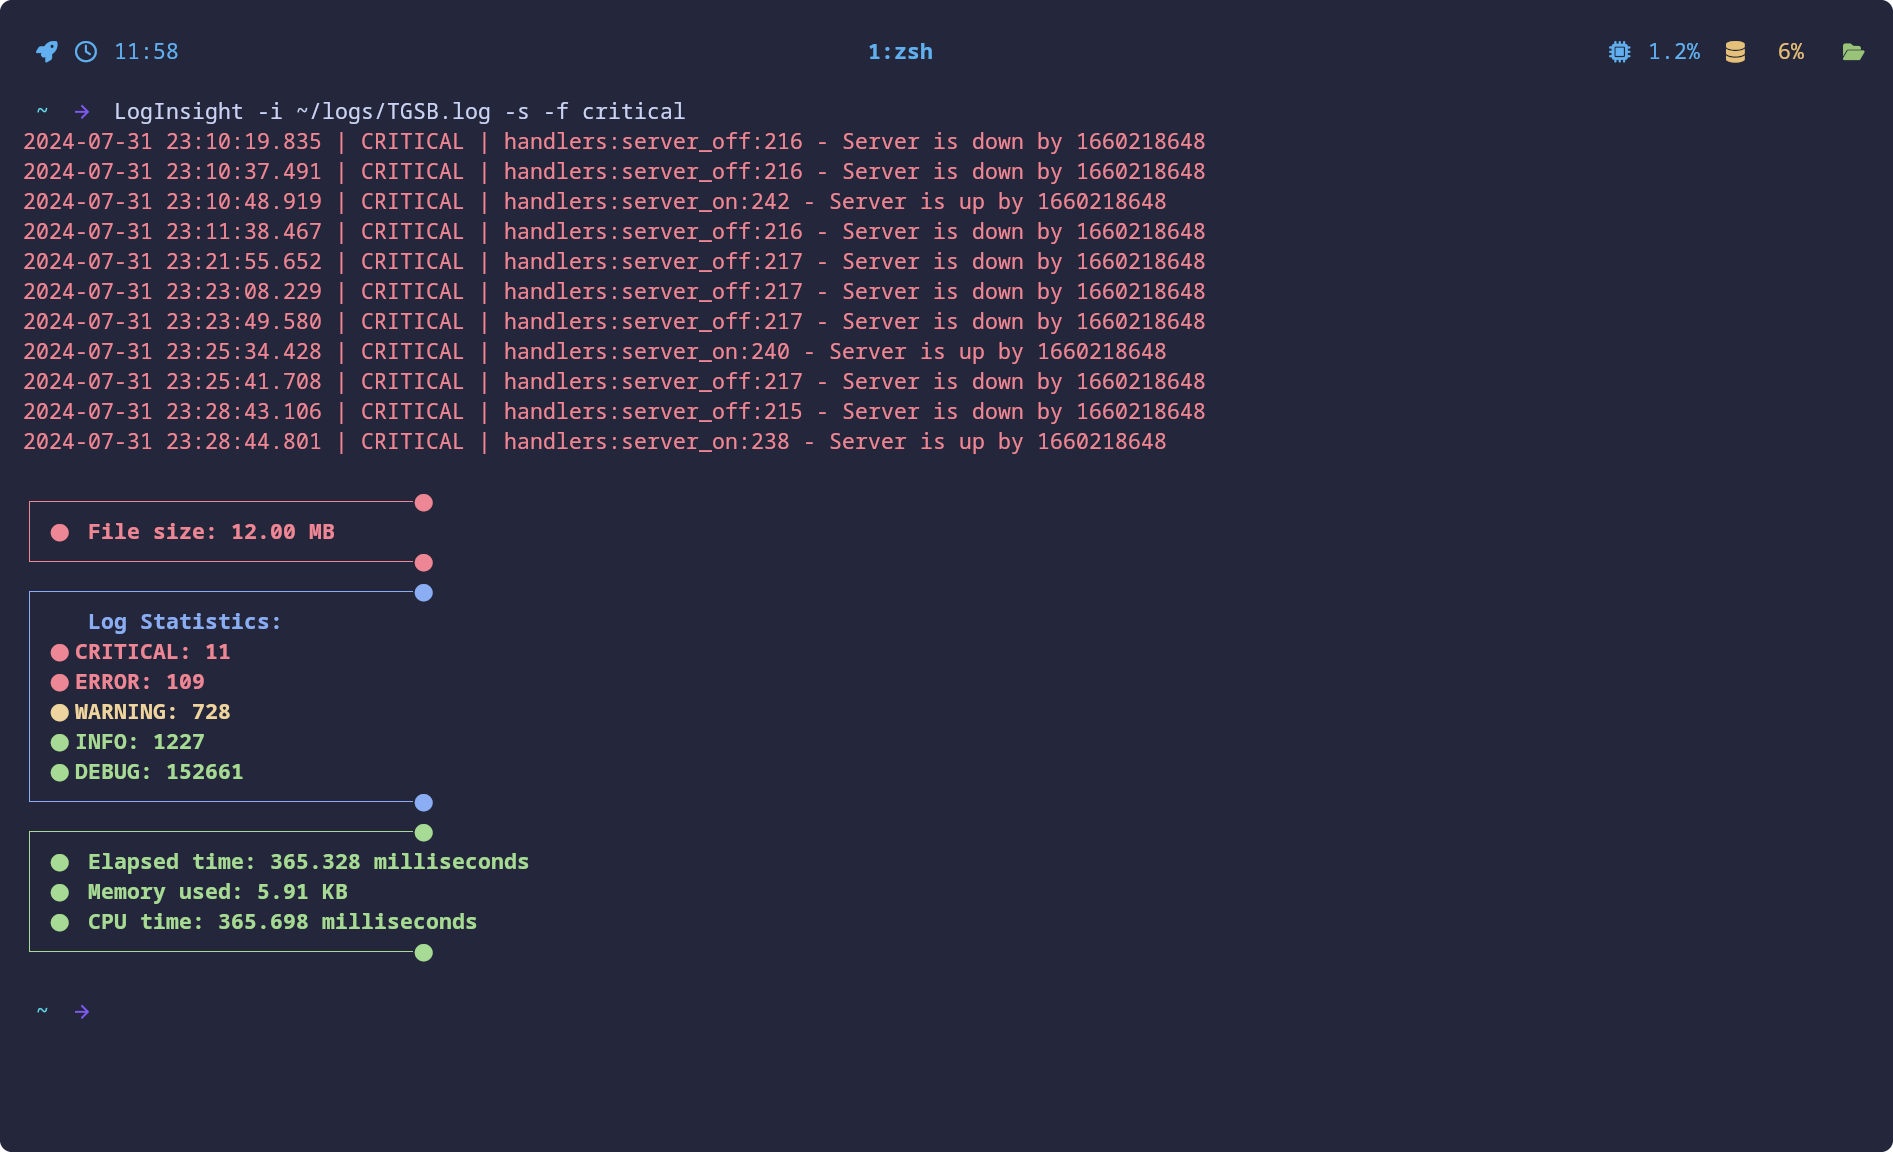 11:58 1:zsh 1.2% 6%
~ → LogInsight -i ~/logs/TGSB.log -s -f critical
2024-07-31 23:10:19.835 | CRITICAL | handlers:server_off:216 - Server is down by 1660218648
2024-07-31 23:10:37.491 | CRITICAL | handlers:server_off:216 - Server is down by 1660218648
2024-07-31 23:10:48.919 | CRITICAL | handlers:server_on:242 - Server is up by 1660218648
2024-07-31 23:11:38.467 | CRITICAL | handlers:server_off:216 - Server is down by 1660218648
2024-07-31 23:21:55.652 | CRITICAL | handlers:server_off:217 - Server is down by 1660218648
2024-07-31 23:23:08.229 | CRITICAL | handlers:server_off:217 - Server is down by 1660218648
2024-07-31 23:23:49.580 | CRITICAL | handlers:server_off:217 - Server is down by 1660218648
2024-07-31 23:25:34.428 | CRITICAL | handlers:server_on:240 - Server is up by 1660218648
2024-07-31 23:25:41.708 | CRITICAL | handlers:server_off:217 - Server is down by 1660218648
2024-07-31 23:28:43.106 | CRITICAL | handlers:server_off:215 - Server is down by 1660218648
2024-07-31 23:28:44.801 | CRITICAL | handlers:server_on:238 - Server is up by 1660218648
File size: 12.00 MB
Log Statistics:
CRITICAL: 11
ERROR: 109
WARNING: 728
INFO: 1227
DEBUG: 152661
Elapsed time: 365.328 milliseconds
Memory used: 5.91 KB
CPU time: 365.698 milliseconds
~ →